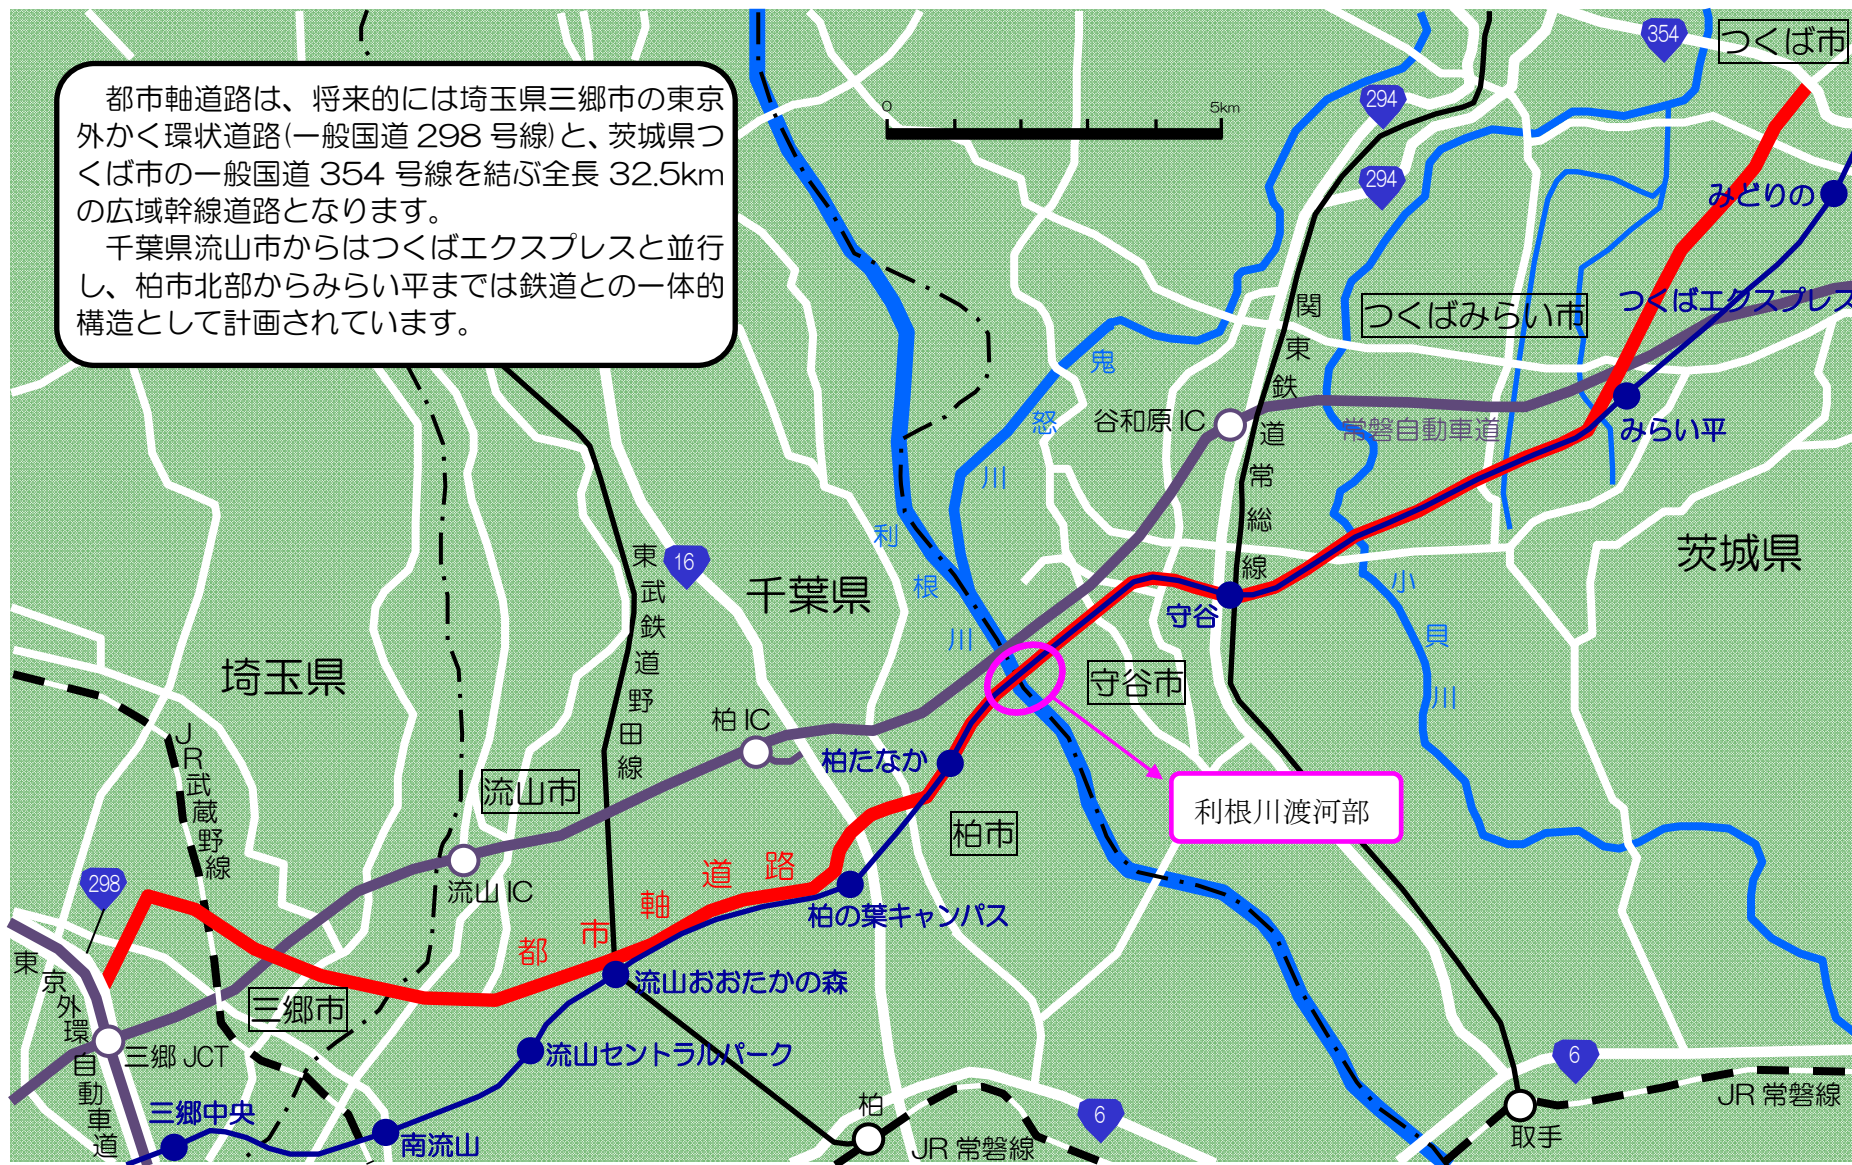 都市軸道路は、将来的には埼玉県三郷市の東京
外かく環状道路(一般国道 298 号線)と、茨城県つ
くば市の一般国道 354 号線を結ぶ全長 32.5km
の広域幹線道路となります。
千葉県流山市からはつくばエクスプレスと並行
し、柏市北部からみらい平までは鉄道との一体的
構造として計画されています。
0
5km
354
つくば市
294
294
みどりの
つくばエクスプレス
つくばみらい市
関東鉄道常総線
鬼怒川
谷和原 IC
常磐自動車道
みらい平
利根川
茨城県
16
東武鉄道野田線
千葉県
小貝川
守谷
埼玉県
守谷市
柏 IC
柏たなか
JR武蔵野線
流山市
利根川渡河部
柏市
298
流山 IC
都市軸道路
柏の葉キャンパス
流山おおたかの森
東京外環自動車道
三郷市
三郷 JCT
流山セントラルパーク
6
JR 常磐線
三郷中央
南流山
柏
6
取手
JR 常磐線